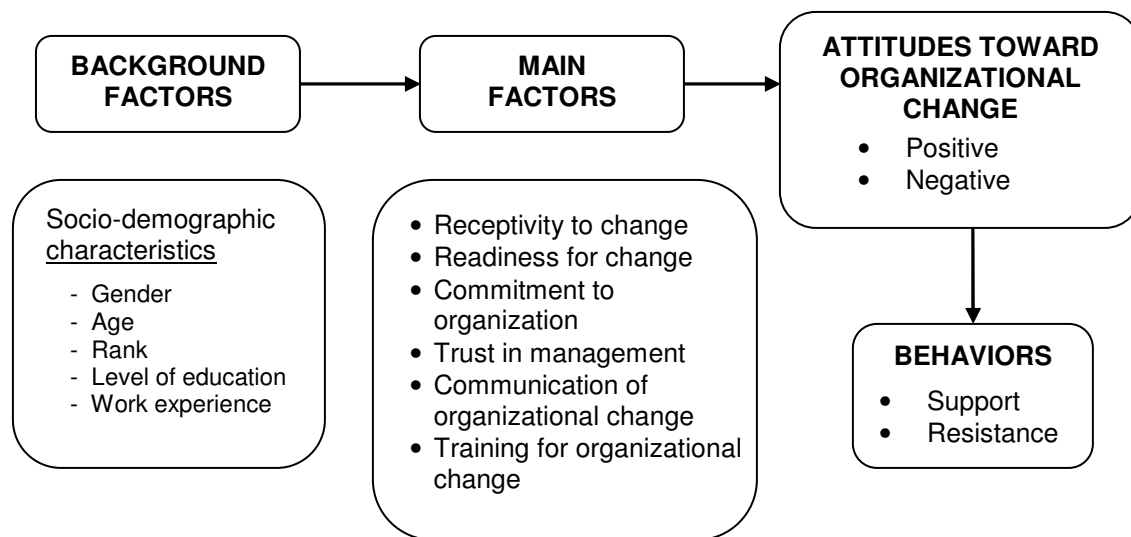 BACKGROUND
FACTORS
MAIN
FACTORS
ATTITUDES TOWARD
ORGANIZATIONAL
CHANGE
• Positive
• Negative
Socio-demographic
characteristics
- Gender
- Age
- Rank
- Level of education
- Work experience
• Receptivity to change
• Readiness for change
• Commitment to
organization
• Trust in management
• Communication of
organizational change
• Training for organizational
change
BEHAVIORS
• Support
• Resistance